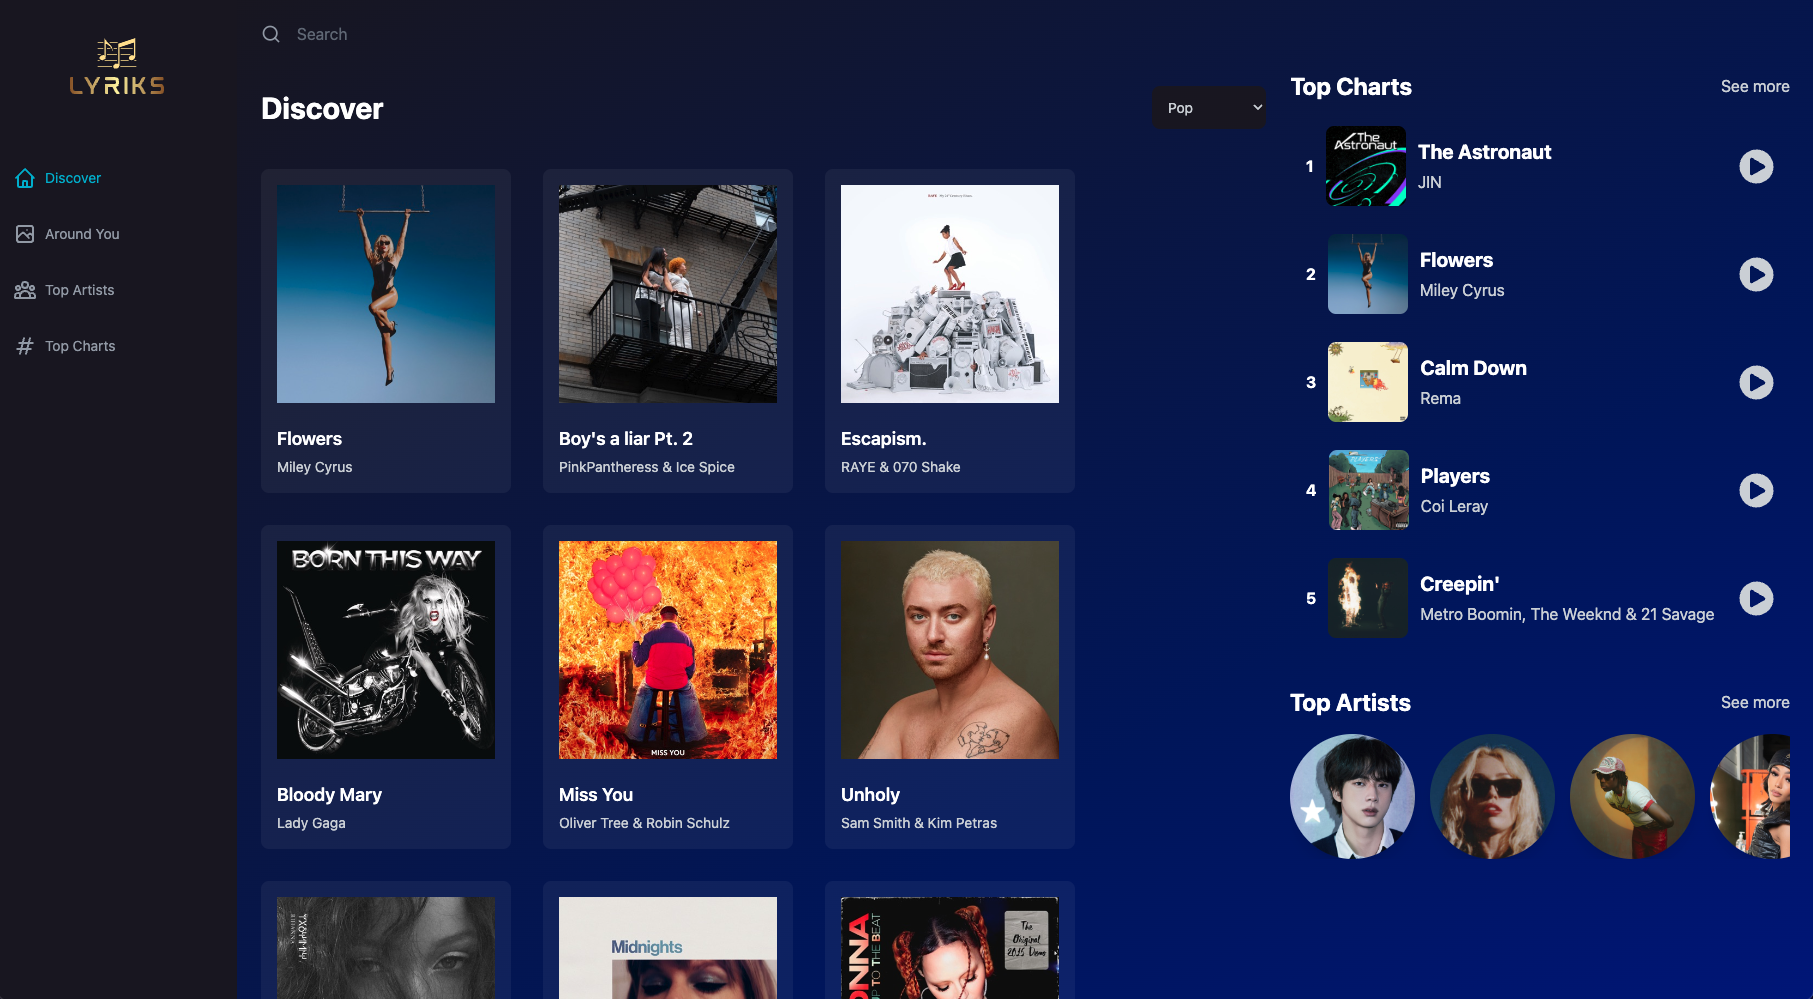 LYRIKS
Discover
Around You
Top Artists
Top Charts
Search
Discover
Pop
Flowers
Miley Cyrus
Boy's a liar Pt. 2
PinkPantheress & Ice Spice
Escapism.
RAYE & 070 Shake
BORN THIS WAY
Bloody Mary
Lady Gaga
MISS YOU
Miss You
Oliver Tree & Robin Schulz
Unholy
Sam Smith & Kim Petras
Midnights
The
Original
2015 Demo
Top Charts
See more
1
The
Astronaut
The Astronaut
JIN
2
Flowers
Miley Cyrus
3
Calm Down
Rema
4
Players
Coi Leray
5
Creepin'
Metro Boomin, The Weeknd & 21 Savage
Top Artists
See more